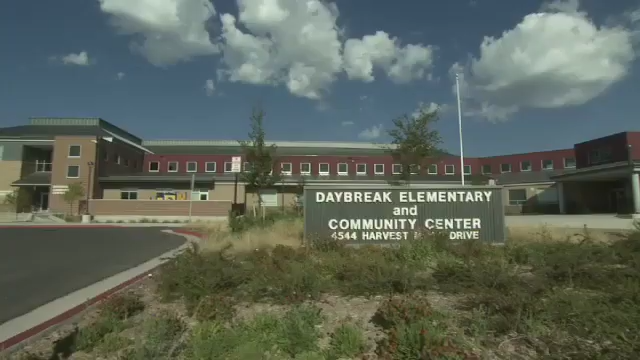 DAYBREAK ELEMENTARY
and
COMMUNITY CENTER
4544 HARVEST DRIVE